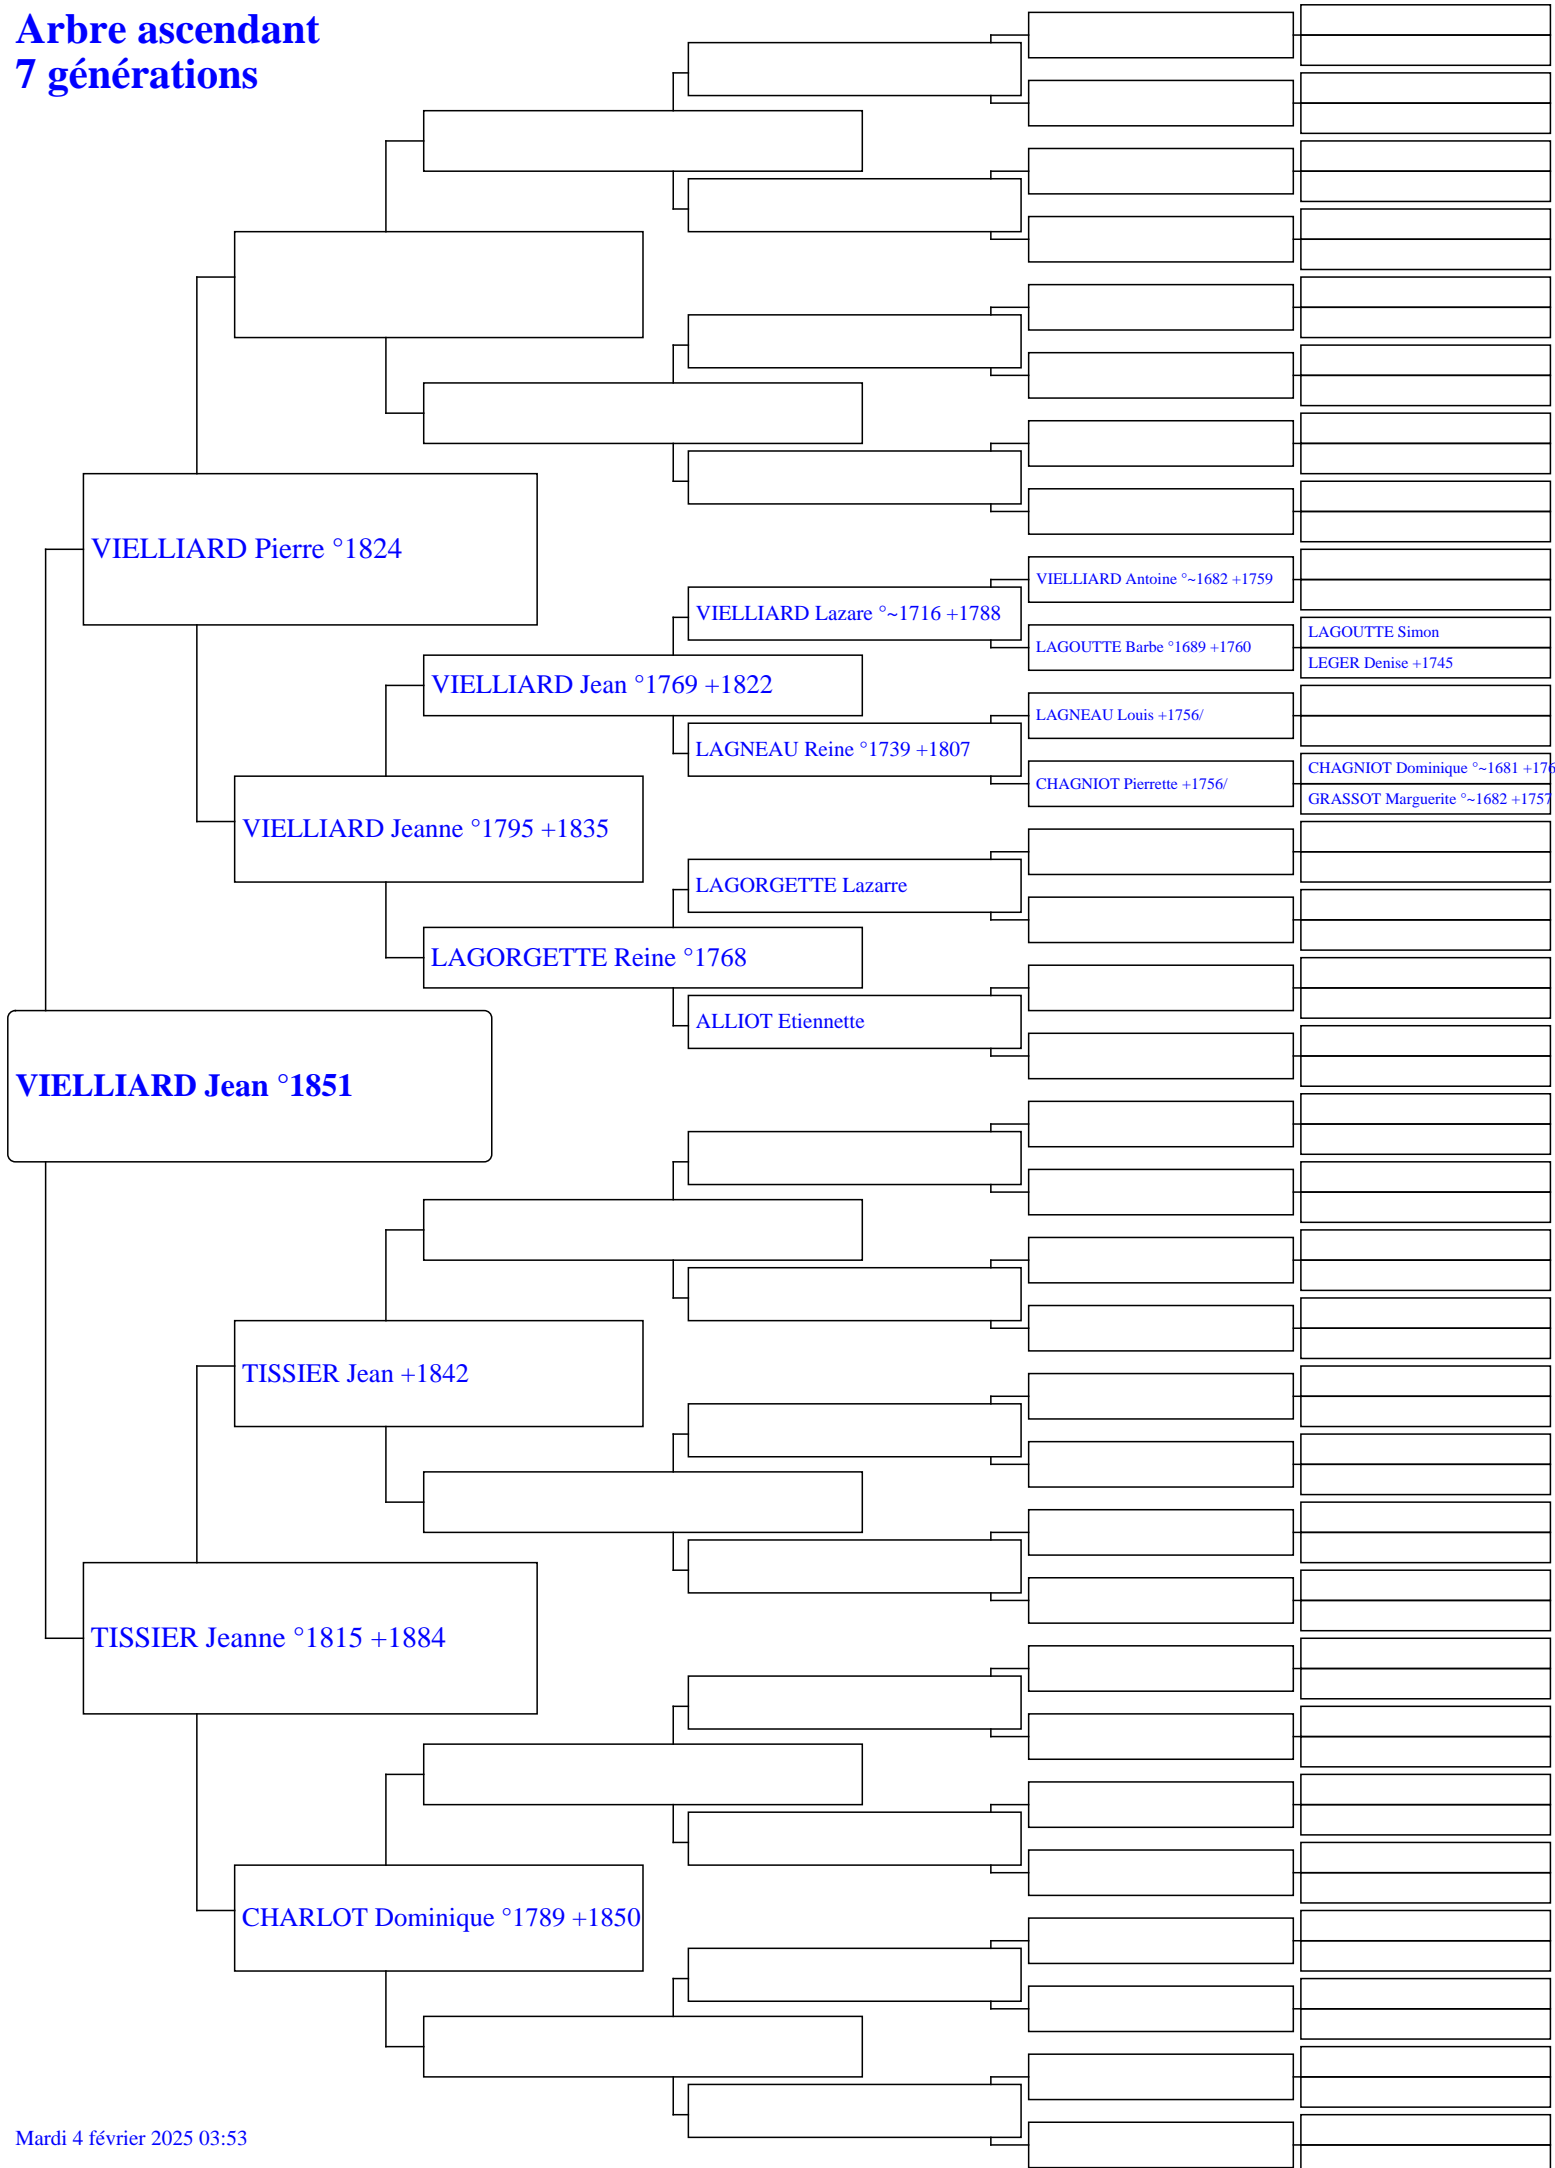 Arbre ascendant
7 générations
VIELLIARD Pierre °1824
VIELLIARD Antoine °~1682 +1759
VIELLIARD Lazare °~1716 +1788
LAGOUTTE Barbe °1689 +1760
LAGOUTTE Simon
LEGER Denise +1745
VIELLIARD Jean °1769 +1822
LAGNEAU Louis +1756/
LAGNEAU Reine °1739 +1807
CHAGNIOT Pierrette +1756/
CHAGNIOT Dominique °~1681 +176
GRASSOT Marguerite °~1682 +1757
VIELLIARD Jeanne °1795 +1835
LAGORGETTE Lazarre
LAGORGETTE Reine °1768
ALLIOT Etiennette
VIELLIARD Jean °1851
TISSIER Jean +1842
TISSIER Jeanne °1815 +1884
CHARLOT Dominique °1789 +1850
Mardi 4 février 2025 03:53